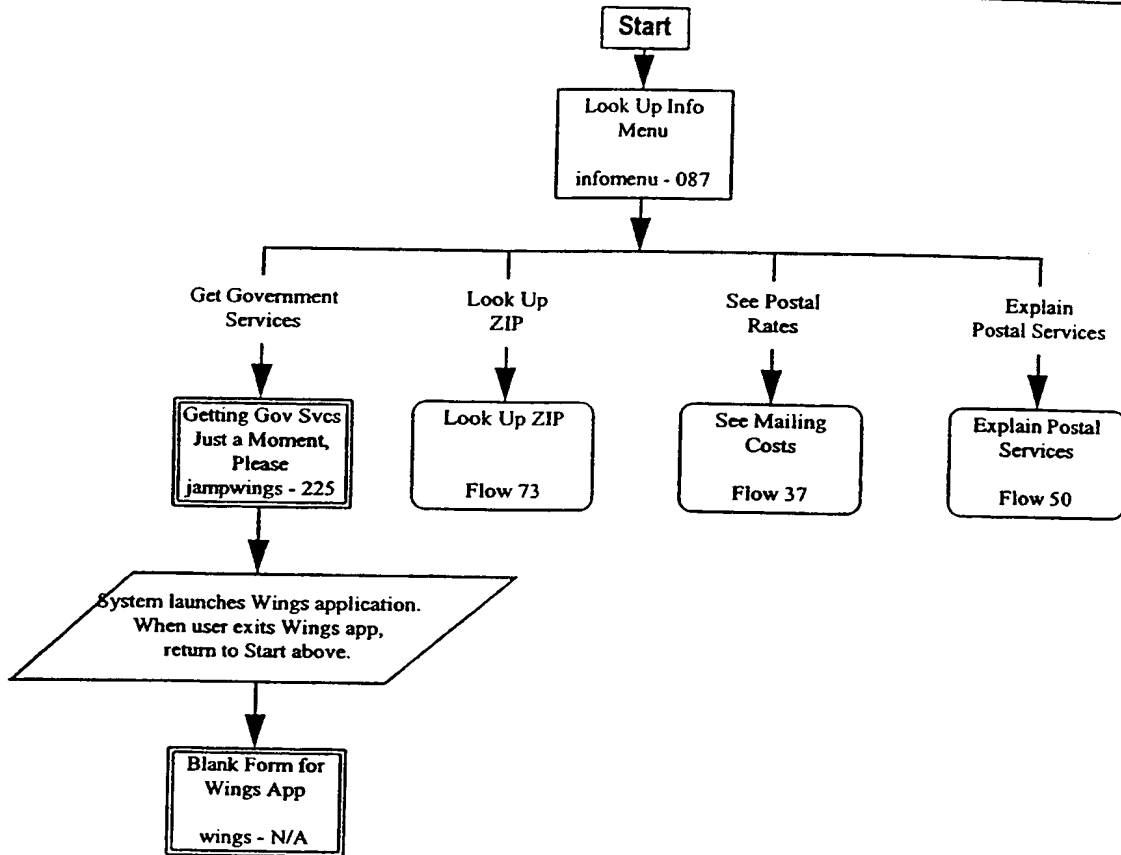 Start
Look Up Info
Menu
infomenu - 087
Get Government
Services
Look Up
ZIP
See Postal
Rates
Explain
Postal Services
Getting Gov Svcs
Just a Moment,
Please
jampwings - 225
Look Up ZIP
Flow 73
See Mailing
Costs
Flow 37
Explain Postal
Services
Flow 50
System launches Wings application.
When user exits Wings app,
return to Start above.
Blank Form for
Wings App
wings - N/A